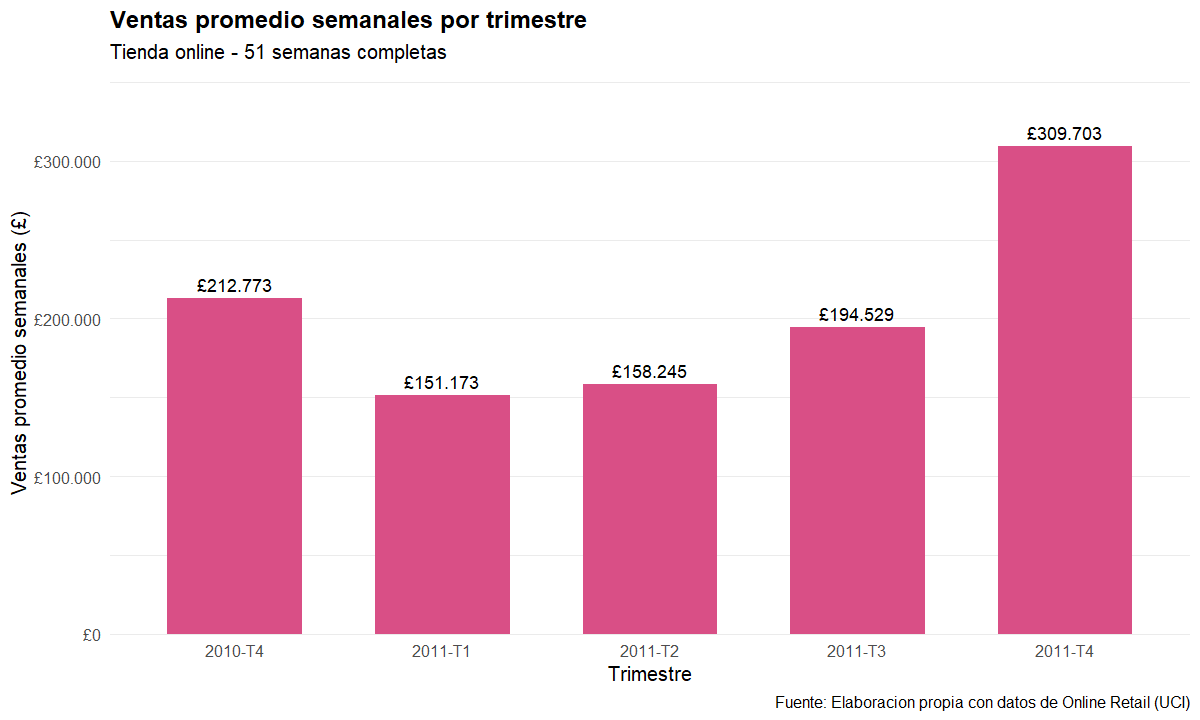 Ventas promedio semanales por trimestre
Tienda online - 51 semanas completas
Ventas promedio semanales (£)
£300.000
£200.000
£100.000
£0
£212.773
£151.173
£158.245
£194.529
£309.703
2010-T4
2011-T1
2011-T2
2011-T3
2011-T4
Trimestre
Fuente: Elaboracion propia con datos de Online Retail (UCI)